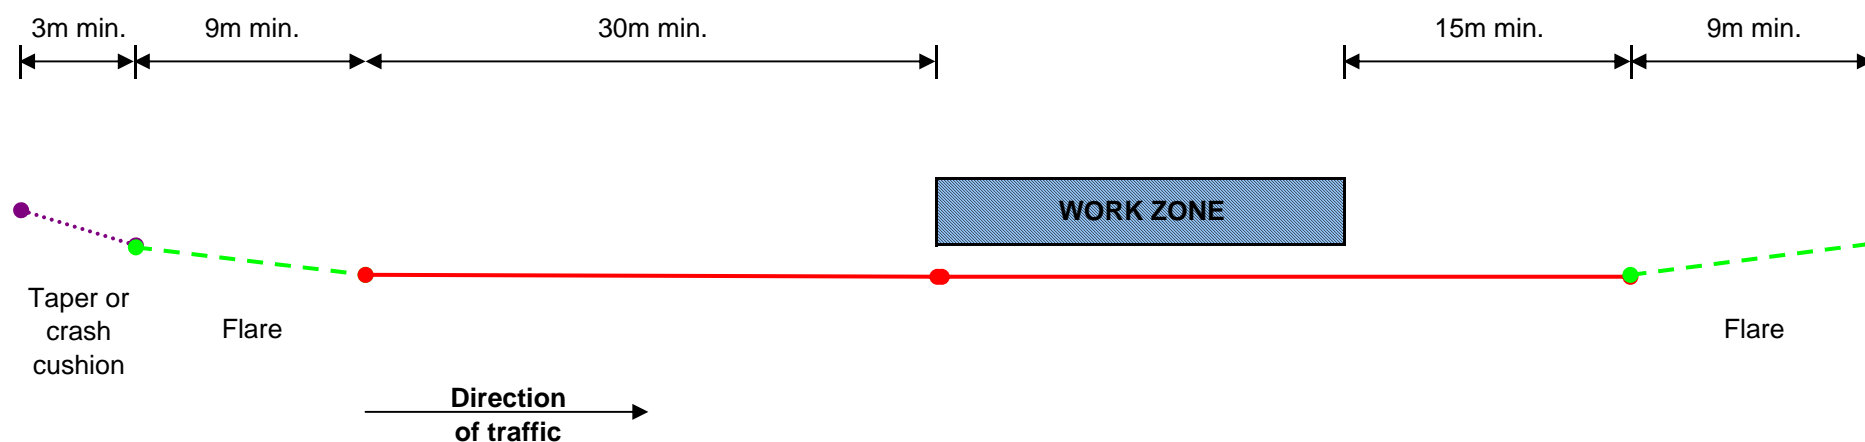 3m min.
9m min.
30m min.
15m min.
9m min.
WORK ZONE
Taper or
crash
cushion
Flare
Flare
Direction
of traffic